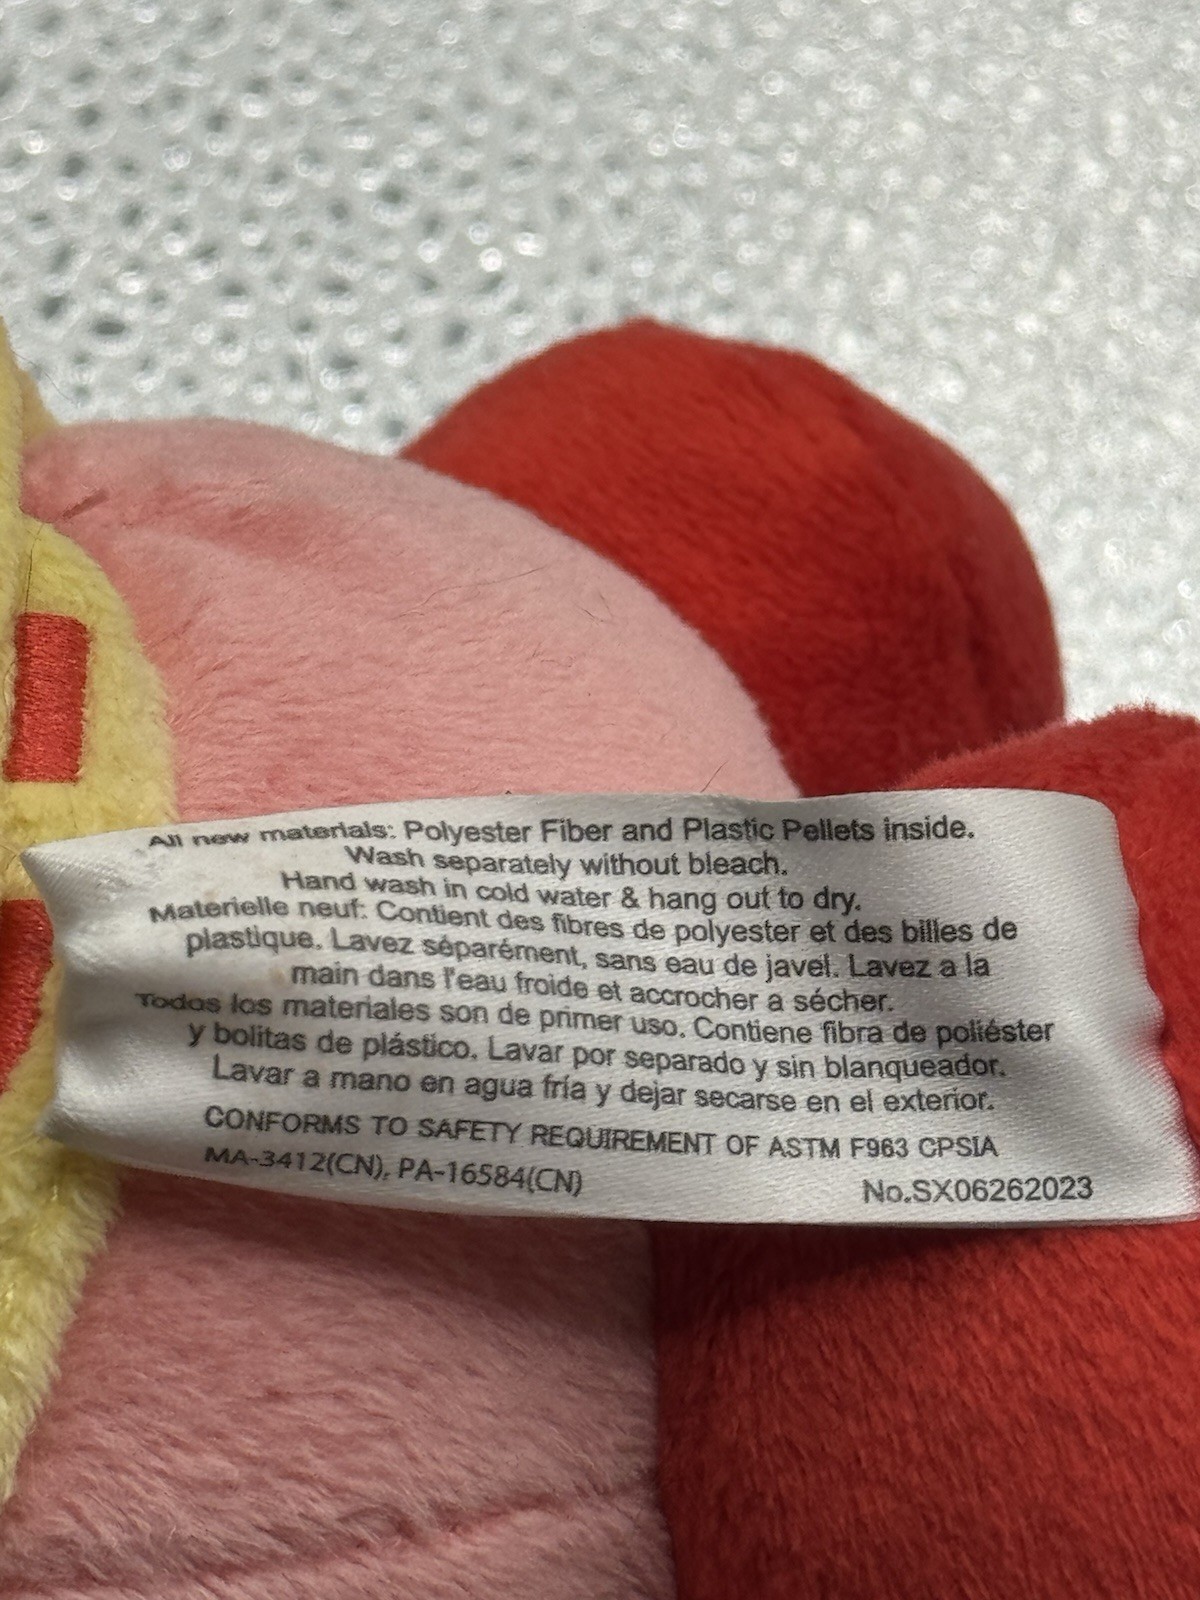 All new materials: Polyester Fiber and Plastic Pellets inside.
Wash separately without bleach.
Hand wash in cold water & hang out to dry.
Materielle neuf: Contient des fibres de polyester et des billes de
plastique. Lavez séparérnent, sans eau de javel. Lavez a la
main dans l'eau froide et accrocher a sécher.
Todos los materiales son de primer uso. Contiene fibra de poliéster
y bolitas de plástico. Lavar por separado y sin blanqueador.
Lavar a mano en agua fría y dejar secarse en el exterior.
CONFORMS TO SAFETY REQUIREMENT OF ASTM F963 CPSIA
MA-3412(CN), PA-16584(CN)
No.SX06262023